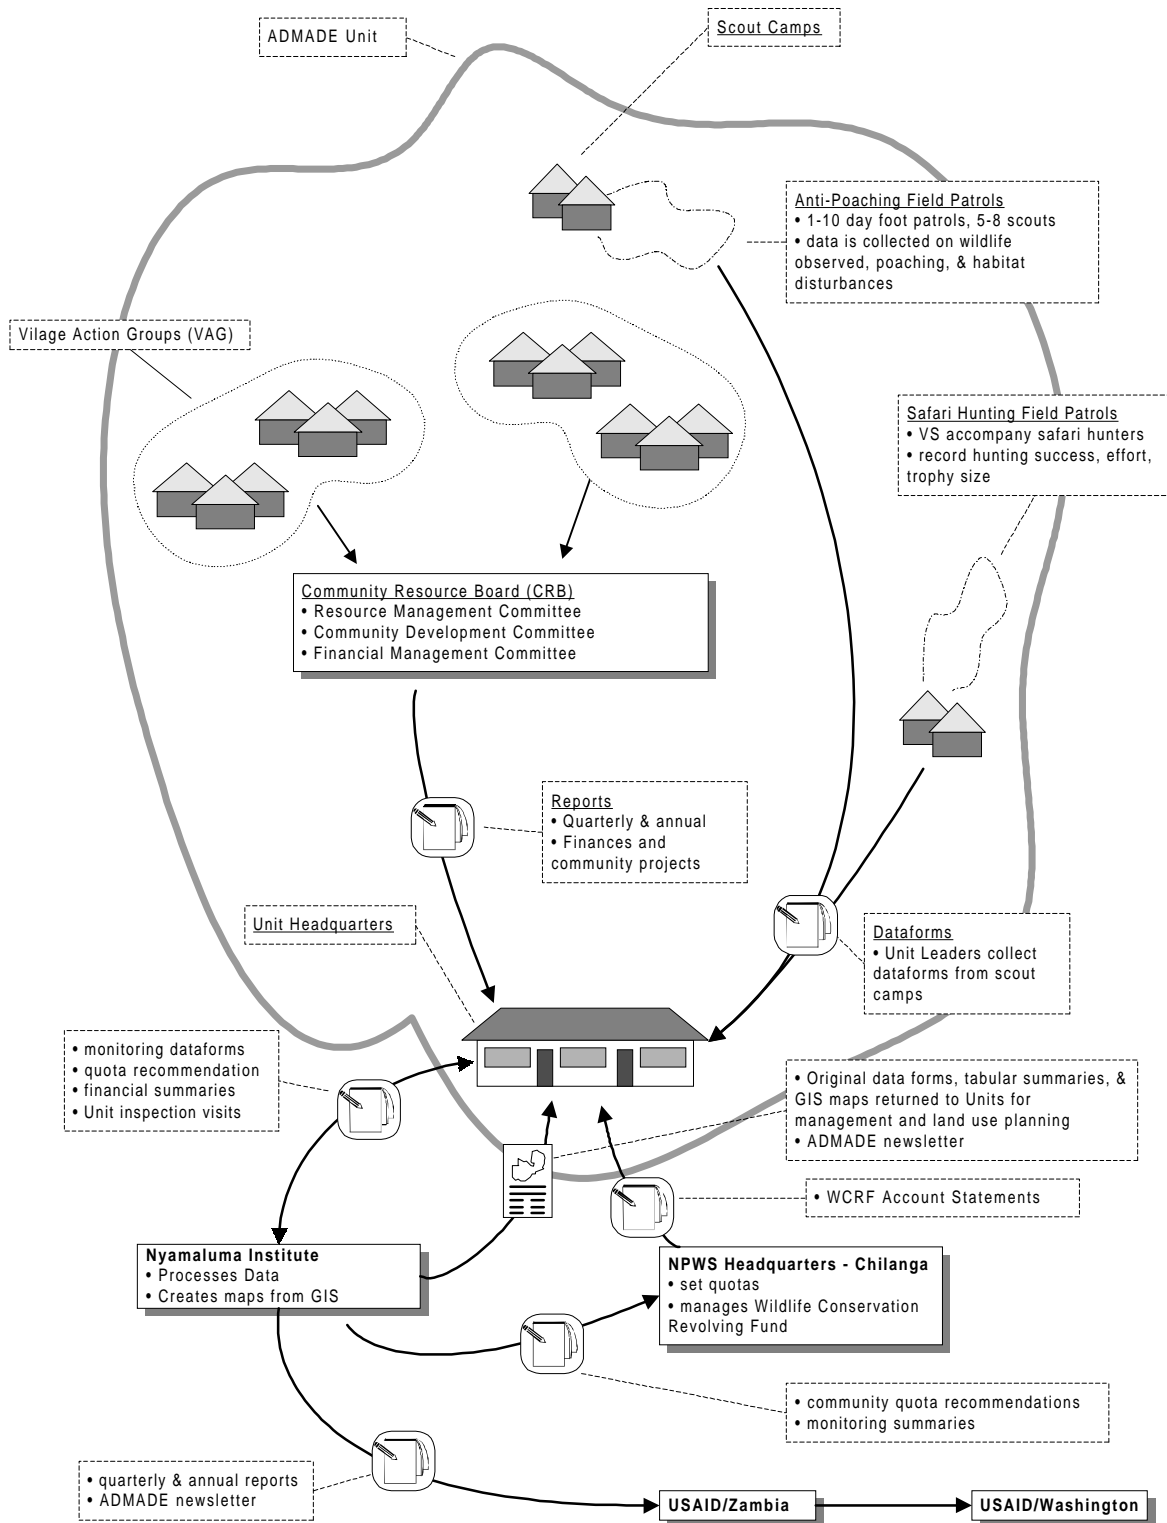 ADMADE Unit
Scout Camps
Anti-Poaching Field Patrols
• 1-10 day foot patrols, 5-8 scouts
• data is collected on wildlife
observed, poaching, & habitat
disturbances
Vilage Action Groups (VAG)
Safari Hunting Field Patrols
• VS accompany safari hunters
• record hunting success, effort,
trophy size
Community Resource Board (CRB)
• Resource Management Committee
• Community Development Committee
• Financial Management Committee
Reports
• Quarterly & annual
• Finances and
community projects
Unit Headquarters
Dataforms
• Unit Leaders collect
dataforms from scout
camps
• monitoring dataforms
• quota recommendation
• financial summaries
• Unit inspection visits
• Original data forms, tabular summaries, &
GIS maps returned to Units for
management and land use planning
• ADMADE newsletter
• WCRF Account Statements
Nyamaluma Institute
• Processes Data
• Creates maps from GIS
NPWS Headquarters - Chilanga
• set quotas
• manages Wildlife Conservation
Revolving Fund
• community quota recommendations
• monitoring summaries
• quarterly & annual reports
• ADMADE newsletter
USAID/Zambia
USAID/Washington